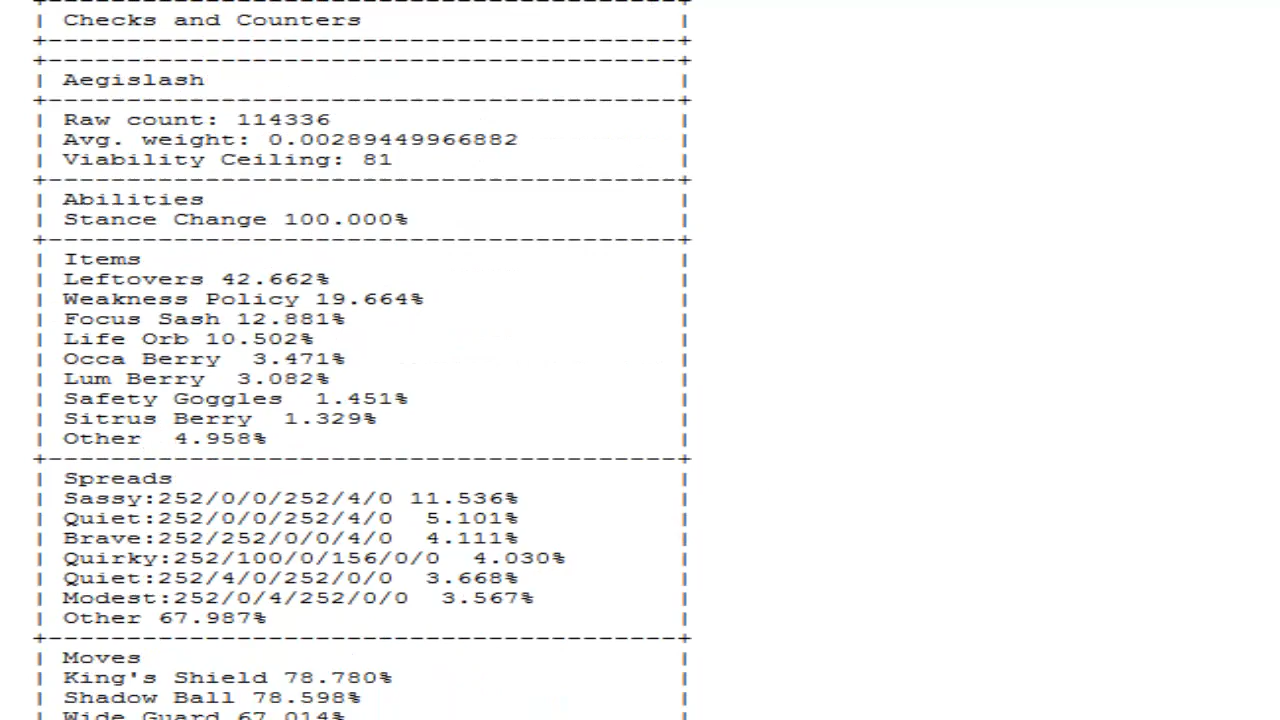 +----------------------------------------+
| Checks and Counters |
+----------------------------------------+
+----------------------------------------+
| Aegislash |
+----------------------------------------+
| Raw count: 114336 |
| Avg. weight: 0.00289449966882 |
| Viability Ceiling: 81 |
+----------------------------------------+
| Abilities |
| Stance Change 100.000% |
+----------------------------------------+
| Items |
| Leftovers 42.662% |
| Weakness Policy 19.664% |
| Focus Sash 12.881% |
| Life Orb 10.502% |
| Occa Berry  3.471% |
| Lum Berry  3.082% |
| Safety Goggles  1.451% |
| Sitrus Berry  1.329% |
| Other  4.958% |
+----------------------------------------+
| Spreads |
| Sassy:252/0/0/252/4/0 11.536% |
| Quiet:252/0/0/252/4/0  5.101% |
| Brave:252/252/0/0/4/0  4.111% |
| Quirky:252/100/0/156/0/0  4.030% |
| Quiet:252/4/0/252/0/0  3.668% |
| Modest:252/0/4/252/0/0  3.567% |
| Other 67.987% |
+----------------------------------------+
| Moves |
| King's Shield 78.780% |
| Shadow Ball 78.598% |
| Wide Guard 67.014% |